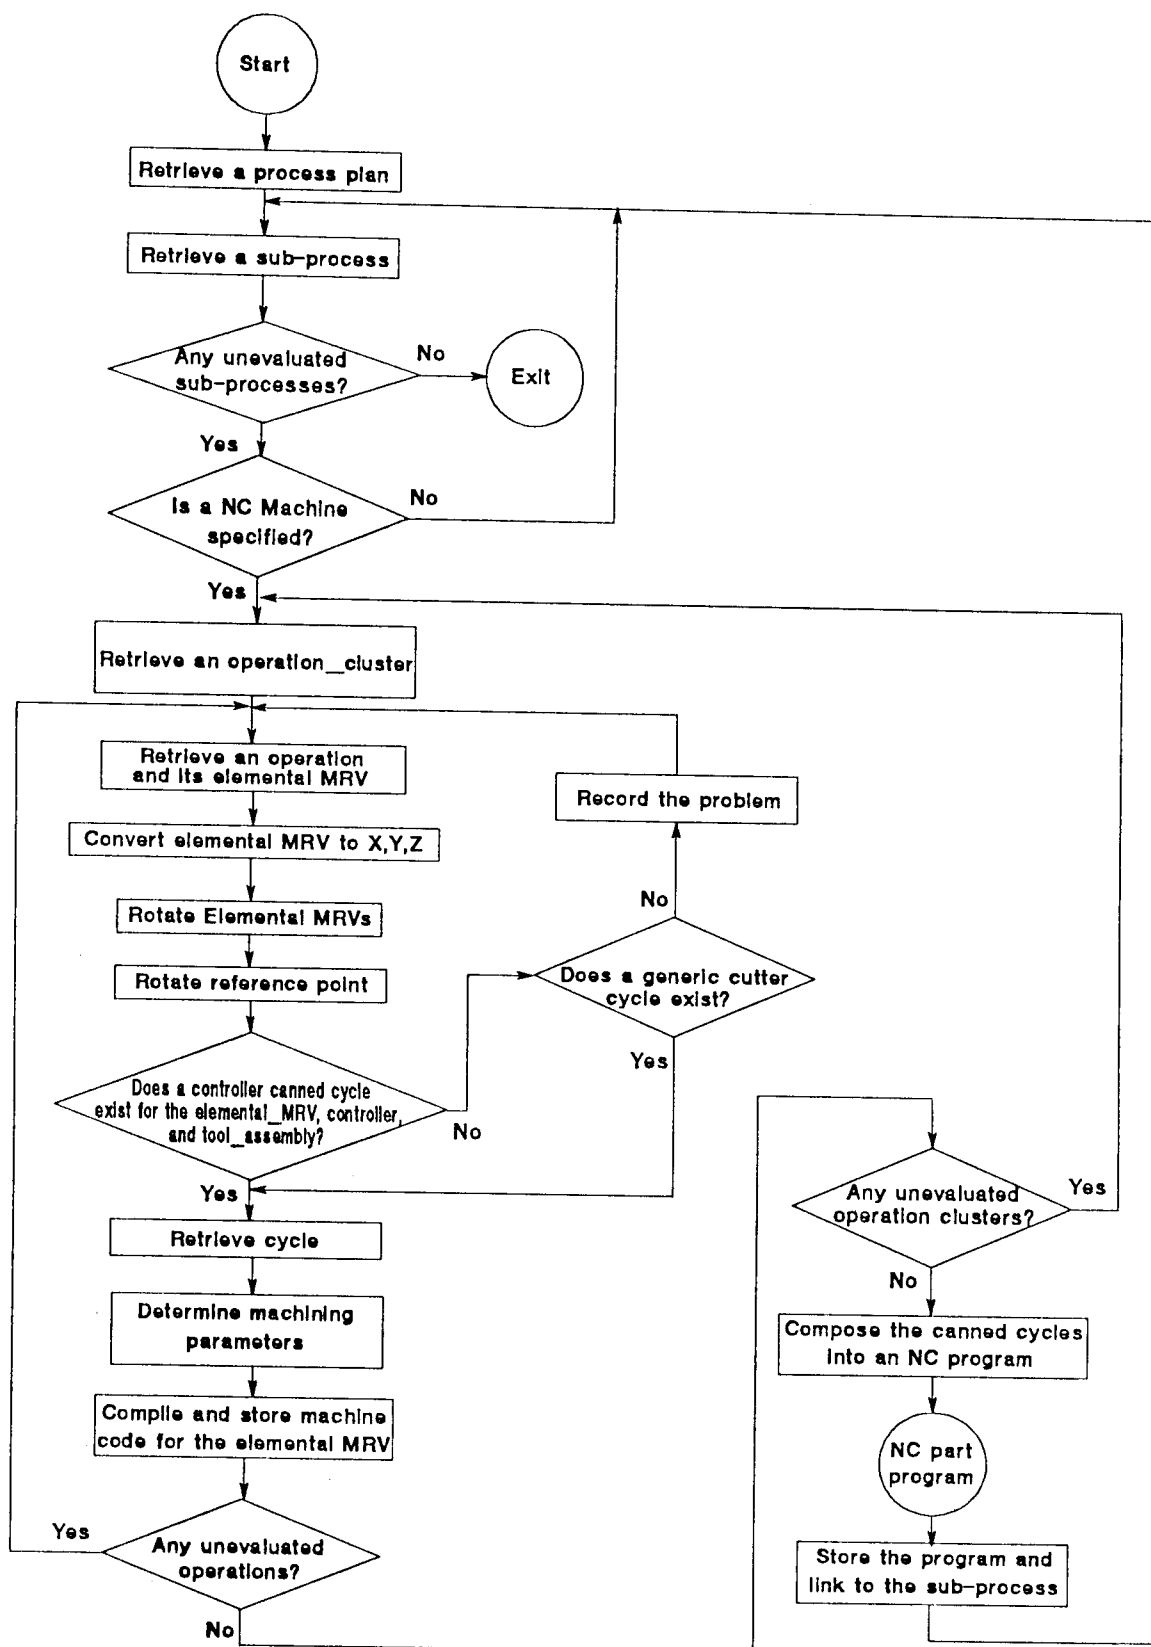 Start
Retrieve a process plan
Retrieve a sub-process
Any unevaluated
sub-processes?
No
Exit
Yes
Is a NC Machine
specified?
No
Yes
Retrieve an operation__cluster
Retrieve an operation
and its elemental MRV
Convert elemental MRV to X,Y,Z
Rotate Elemental MRVs
Rotate reference point
Does a controller canned cycle
exist for the elemental_MRV, controller,
and tool_assembly?
No
Yes
Record the problem
No
Does a generic cutter
cycle exist?
Yes
Retrieve cycle
Determine machining
parameters
Compile and store machine
code for the elemental MRV
Yes
Any unevaluated
operations?
No
Any unevaluated
operation clusters?
Yes
No
Compose the canned cycles
into an NC program
NC part
program
Store the program and
link to the sub-process